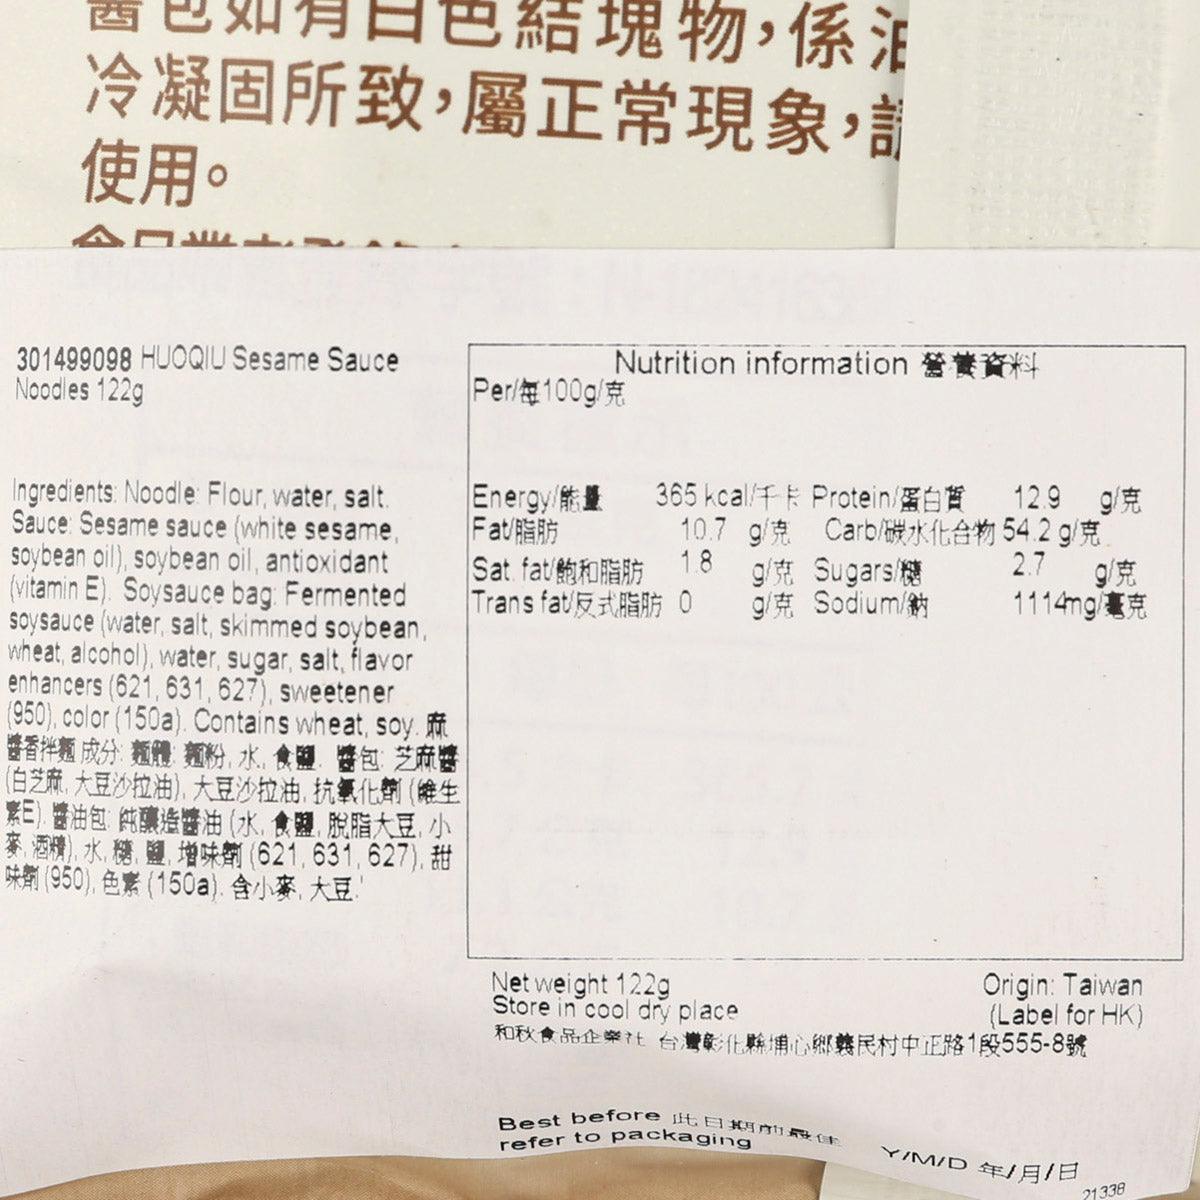 醬包如有白色結塊物，係油
冷凝固所致，屬正常現象，請
使用。
301499098 HUOQIU Sesame Sauce
Noodles 122g
Ingredients: Noodle: Flour, water, salt.
Sauce: Sesame sauce (white sesame,
soybean oil), soybean oil, antioxidant
(vitamin E). Soysauce bag: Fermented
soysauce (water, salt, skimmed soybean,
wheat, alcohol), water, sugar, salt, flavor
enhancers (621, 631, 627), sweetener
(950), color (150a). Contains wheat, soy. 麻
醬香拌麵 成分: 麵體: 麵粉, 水, 食鹽. 醬包: 芝麻醬
(白芝麻, 大豆沙拉油), 大豆沙拉油, 抗氧化劑 (維生
素E). 醬油包: 純釀造醬油 (水, 食鹽, 脫脂大豆, 小
麥, 酒精), 水, 糖, 鹽, 增味劑 (621, 631, 627), 甜
味劑 (950), 色素 (150a). 含小麥, 大豆.
Nutrition information 營養資料
Per/每100g/克
Energy/能量 365 kcal/千卡 Protein/蛋白質 12.9 g/克
Fat/脂肪 10.7 g/克 Carb/碳水化合物 54.2 g/克
Sat. fat/飽和脂肪 1.8 g/克 Sugars/糖 2.7 g/克
Trans fat/反式脂肪 0 g/克 Sodium/鈉 1114mg/毫克
Net weight 122g
Store in cool dry place
Origin: Taiwan
(Label for HK)
和秋食品企業社 台灣彰化縣埔心鄉義民村中正路1段555-8號
Best before 此日期前最佳
refer to packaging
Y/M/D 年/月/日
21338